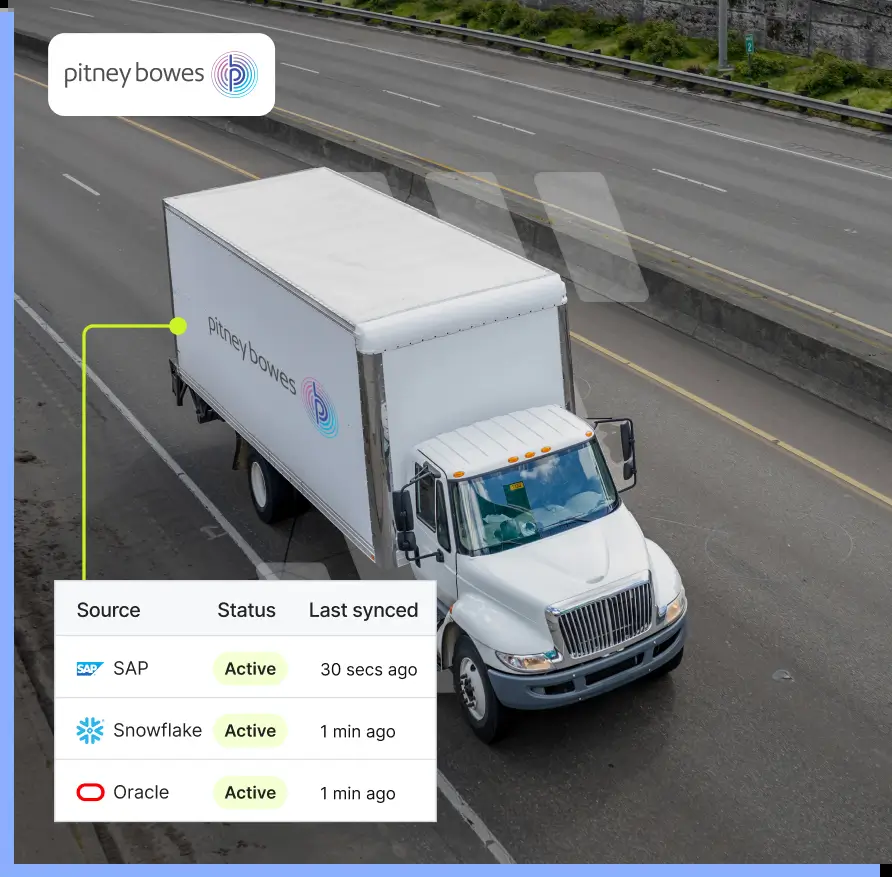 pitney bowes
pitney bowes
Source Status Last synced
SAP SAP Active 30 secs ago
Snowflake Active 1 min ago
Oracle Active 1 min ago